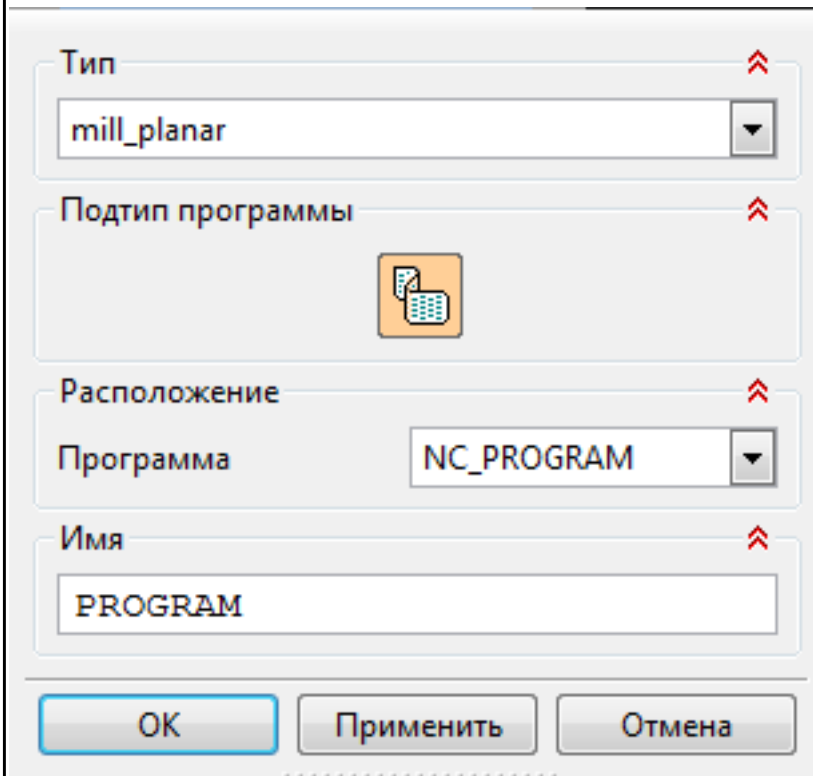 Тип
mill_planar
Подтип программы
Расположение
Программа NC_PROGRAM
Имя
PROGRAM
OK Применить Отмена